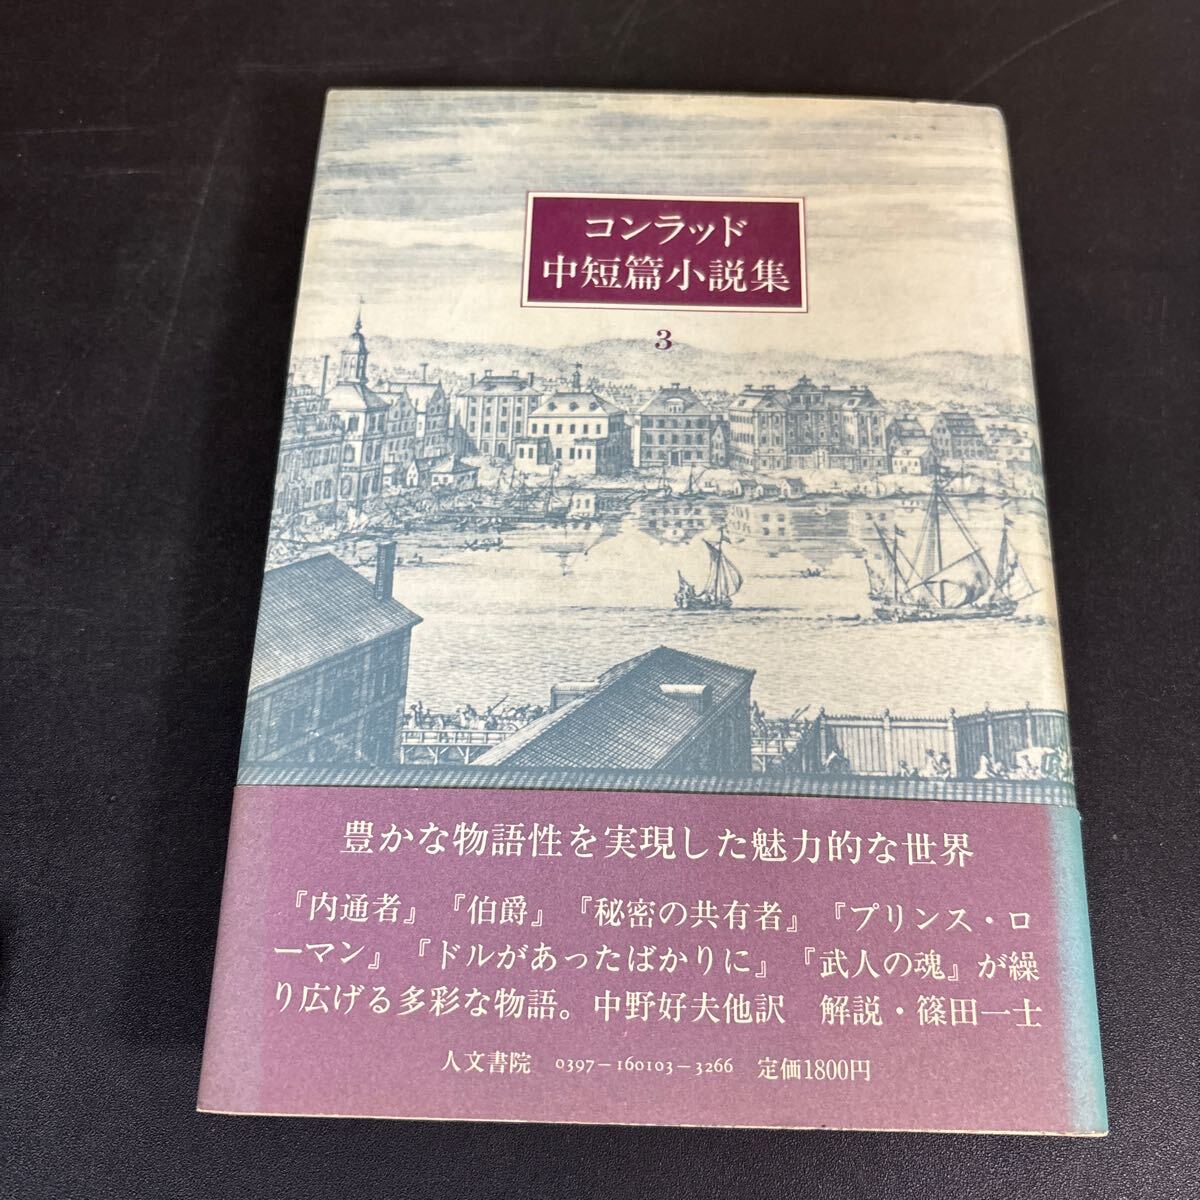 コンラッド
中短篇小説集
3
豊かな物語性を実現した魅力的な世界
『内通者』『伯爵』『秘密の共有者』『プリンス・ロ
ーマン』『ドルがあったばかりに』『武人の魂』が繰
り広げる多彩な物語。中野好夫他訳 解説・篠田一士
人文書院 0397-160103-3266 定価1800円